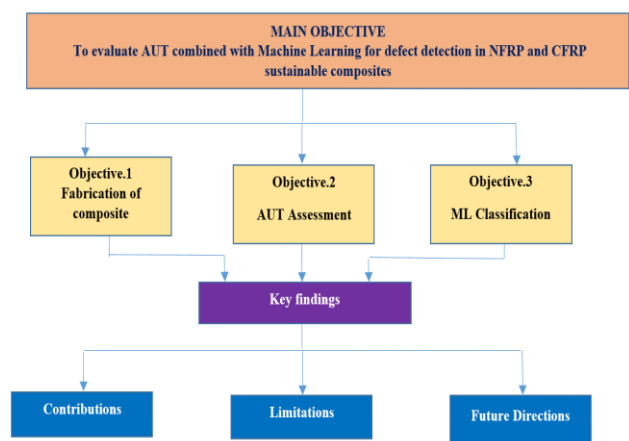 MAIN OBJECTIVE
To evaluate AUT combined with Machine Learning for defect detection in NFRP and CFRP
sustainable composites
Objective.1
Fabrication of
composite
Objective.2
AUT Assessment
Objective.3
ML Classification
Key findings
Contributions
Limitations
Future Directions